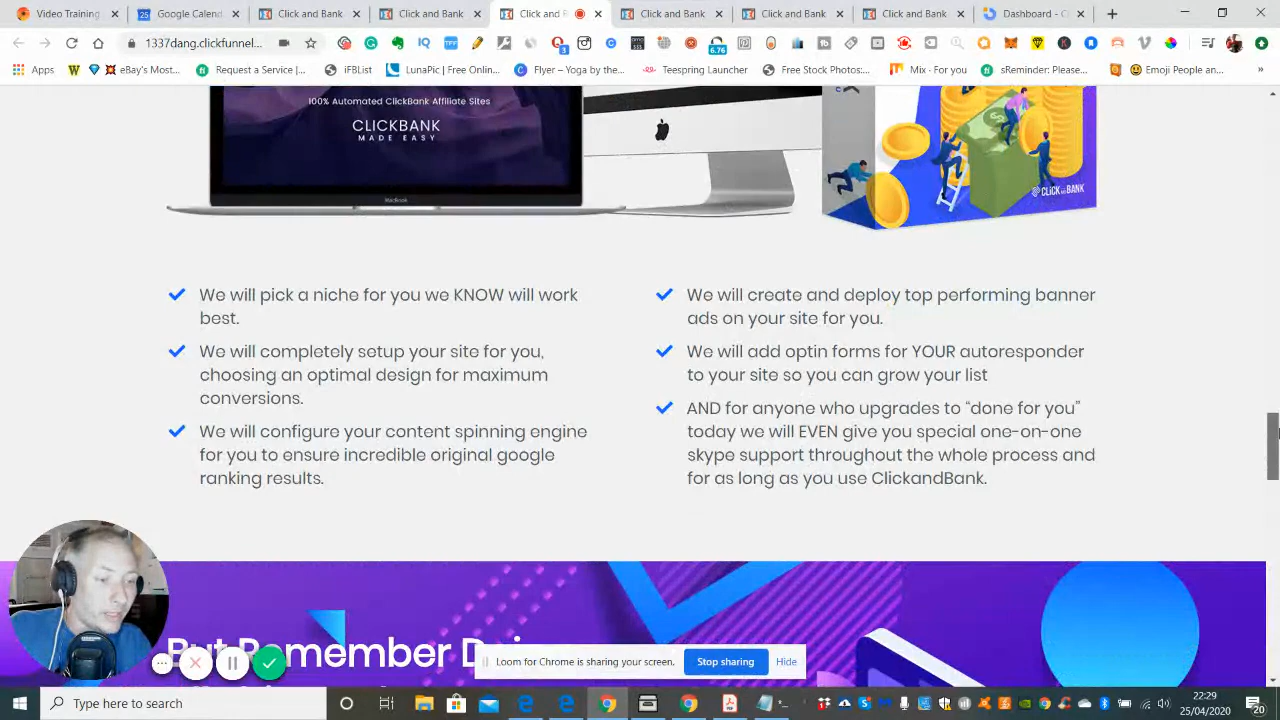 Video Training
Google Calend
Click and Bank
Click and Bank
Click and B
Click and Bank
Click and Bank
Click and Bank
Dashboard - C
1337dang.clickfunnel
Apps
eBay's Most...
Request a Service |...
iFBList
LunaPic | Free Onlin...
Flyer – Yoga by the...
Teespring Launcher
Free Stock Photos:...
Mix · For you
sReminder: Please...
Emoji People and...
100% Automated ClickBank Affiliate Sites
CLICKBANK
MADE EASY
MacBook
CLICK AND BANK
We will pick a niche for you we KNOW will work
best.
We will completely setup your site for you,
choosing an optimal design for maximum
conversions.
We will configure your content spinning engine
for you to ensure incredible original google
ranking results.
We will create and deploy top performing banner
ads on your site for you.
We will add optin forms for YOUR autoresponder
to your site so you can grow your list
AND for anyone who upgrades to “done for you”
today we will EVEN give you special one-on-one
skype support throughout the whole process and
for as long as you use ClickandBank.
But Remember
Loom for Chrome is sharing your screen.
Stop sharing
Hide
Type here to search
22:29
25/04/2020
20